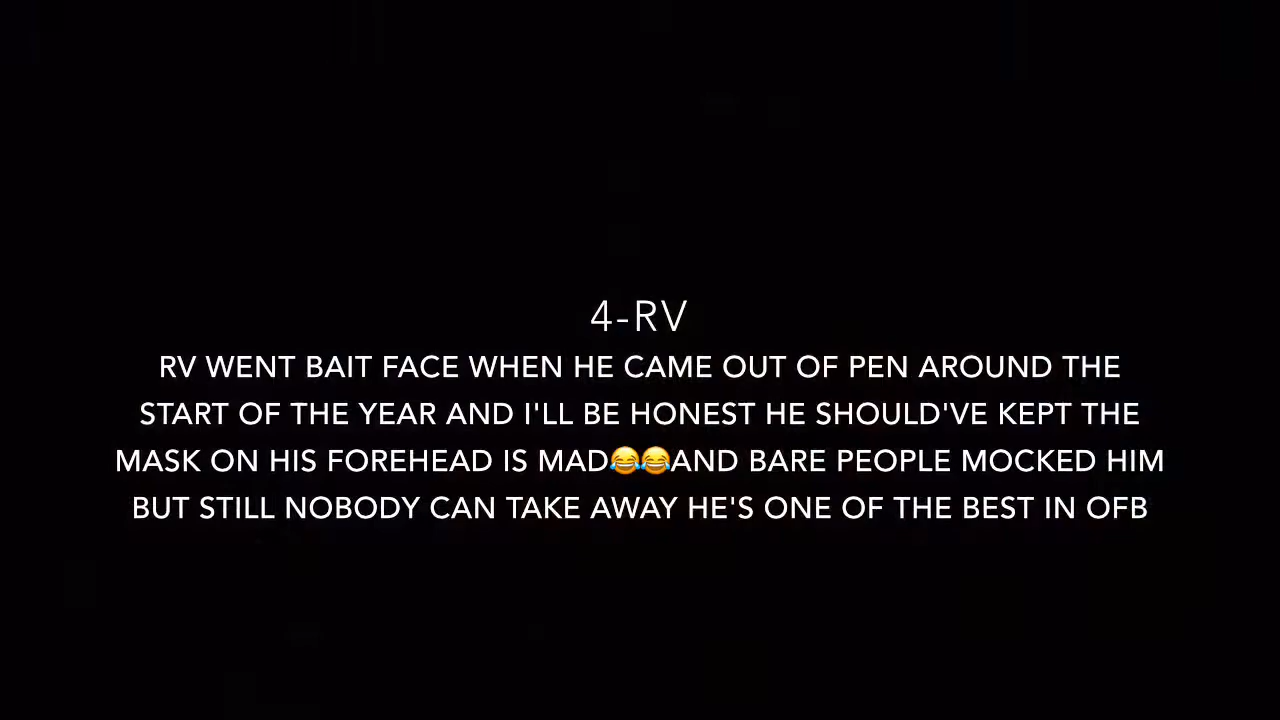 4-RV
RV WENT BAIT FACE WHEN HE CAME OUT OF PEN AROUND THE
START OF THE YEAR AND I'LL BE HONEST HE SHOULD'VE KEPT THE
MASK ON HIS FOREHEAD IS MAD😂😂AND BARE PEOPLE MOCKED HIM
BUT STILL NOBODY CAN TAKE AWAY HE'S ONE OF THE BEST IN OFB